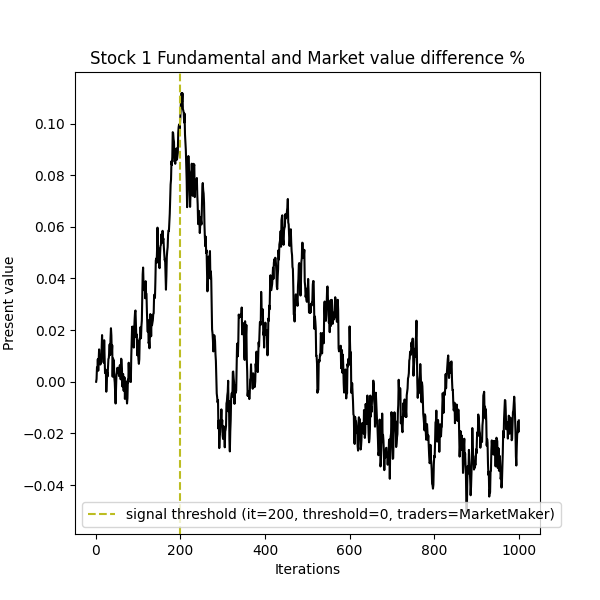 Stock 1 Fundamental and Market value difference %
Present value
0.10
0.08
0.06
0.04
0.02
0.00
−0.02
−0.04
signal threshold (it=200, threshold=0, traders=MarketMaker)
0 200 400 600 800 1000
Iterations